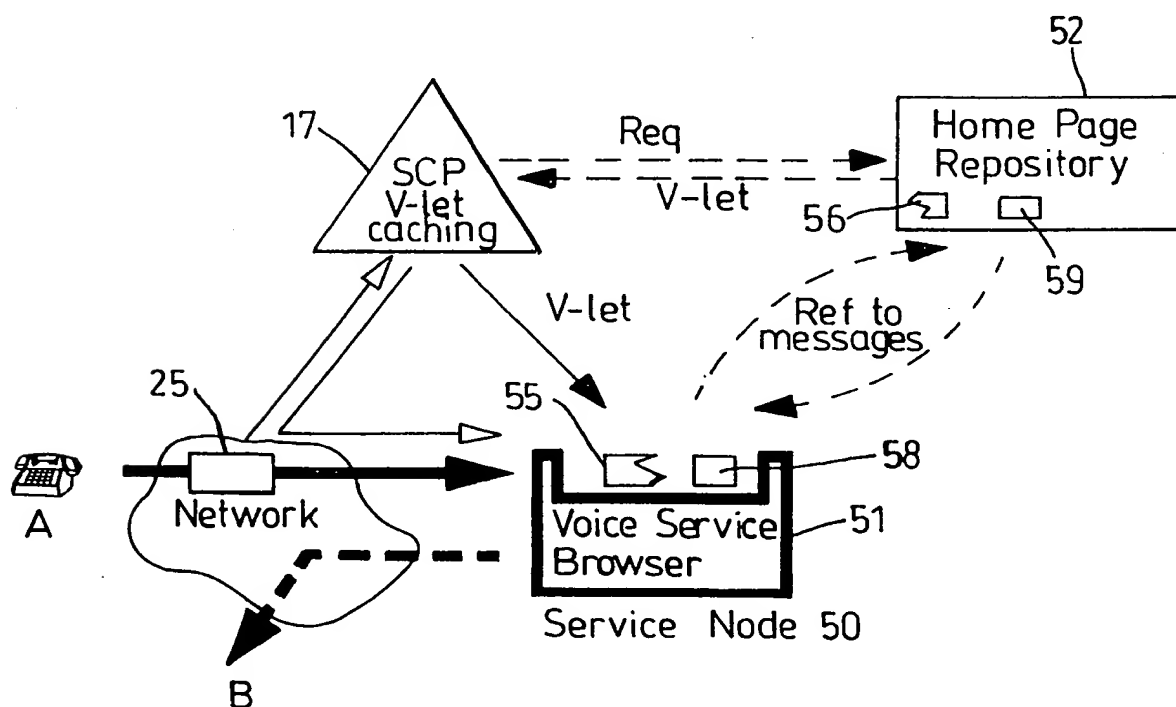 52
17
Req
Home Page
Repository
SCP
V-let
caching
V-let
56
59
V-let
Ref to
messages
25
55
58
A
Network
Voice Service
Browser
51
Service Node 50
B